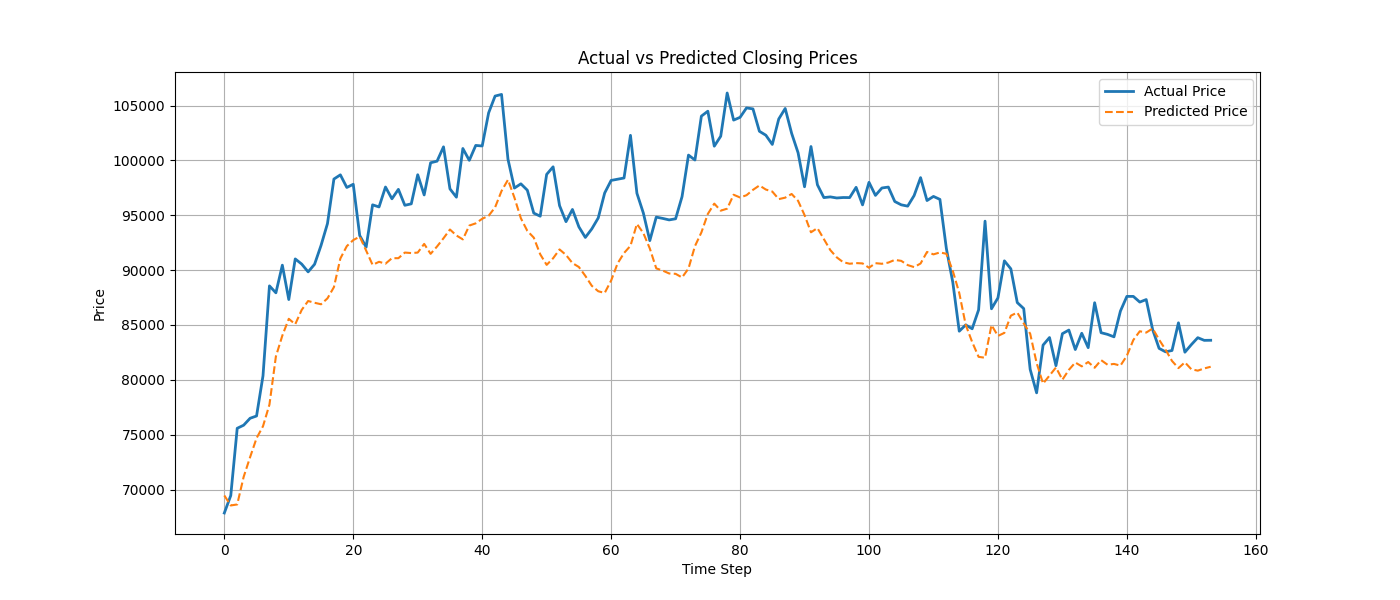 Actual vs Predicted Closing Prices
Actual Price
Predicted Price
105000
100000
95000
90000
85000
80000
75000
70000
Price
0 20 40 60 80 100 120 140 160
Time Step